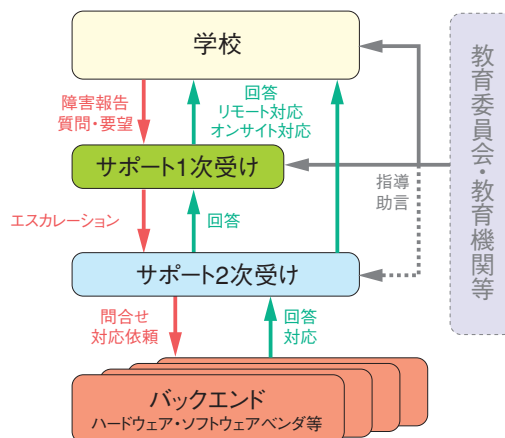 学校
障害報告
質問・要望
回答
リモート対応
オンサイト対応
サポート1次受け
指導
助言
エスカレーション
回答
サポート2次受け
問合せ
対応依頼
回答
対応
バックエンド
ハードウェア・ソフトウェアベンダ等
教育委員会・教育機関等